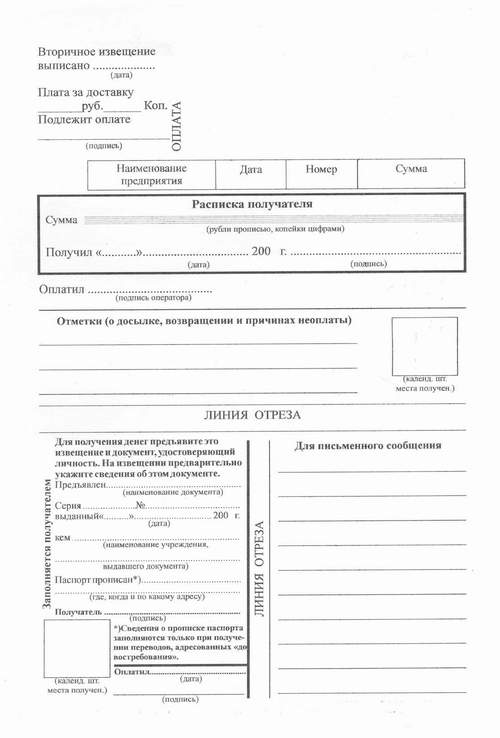 Вторичное извещение
выписано ....................
(дата)
Плата за доставку
______руб.______ Коп.
Подлежит оплате
(подпись)
ОПЛАТА
Наименование предприятия Дата Номер Сумма
Расписка получателя
Сумма
(рубли прописью, копейки цифрами)
Получил «...........».................................. 200 г. .......................................................
(дата) (подпись)
Оплатил ........................................
(подпись оператора)
Отметки (о досылке, возвращении и причинах неоплаты)
(календ. шт.
места получен.)
ЛИНИЯ ОТРЕЗА
Заполняется получателем
Для получения денег предъявите это
извещение и документ, удостоверяющий
личность. На извещении предварительно
укажите сведения об этом документе.
Предъявлен...........................................
(наименование документа)
Серия .................№...............................
выданный«.........»......................... 200 г.
(дата)
кем ......................................................
(наименование учреждения,
выдавшего документа)
Паспорт прописан*)................................
(где, когда и по какому адресу)
Получатель ...........................................
(подпись)
*)Сведения о прописке паспорта
заполняются только при получе-
нии переводов, адресованных «до
востребования».
Оплатил...............................
(дата)
(подпись)
(календ. шт.
места получен.)
ЛИНИЯ ОТРЕЗА
Для письменного сообщения